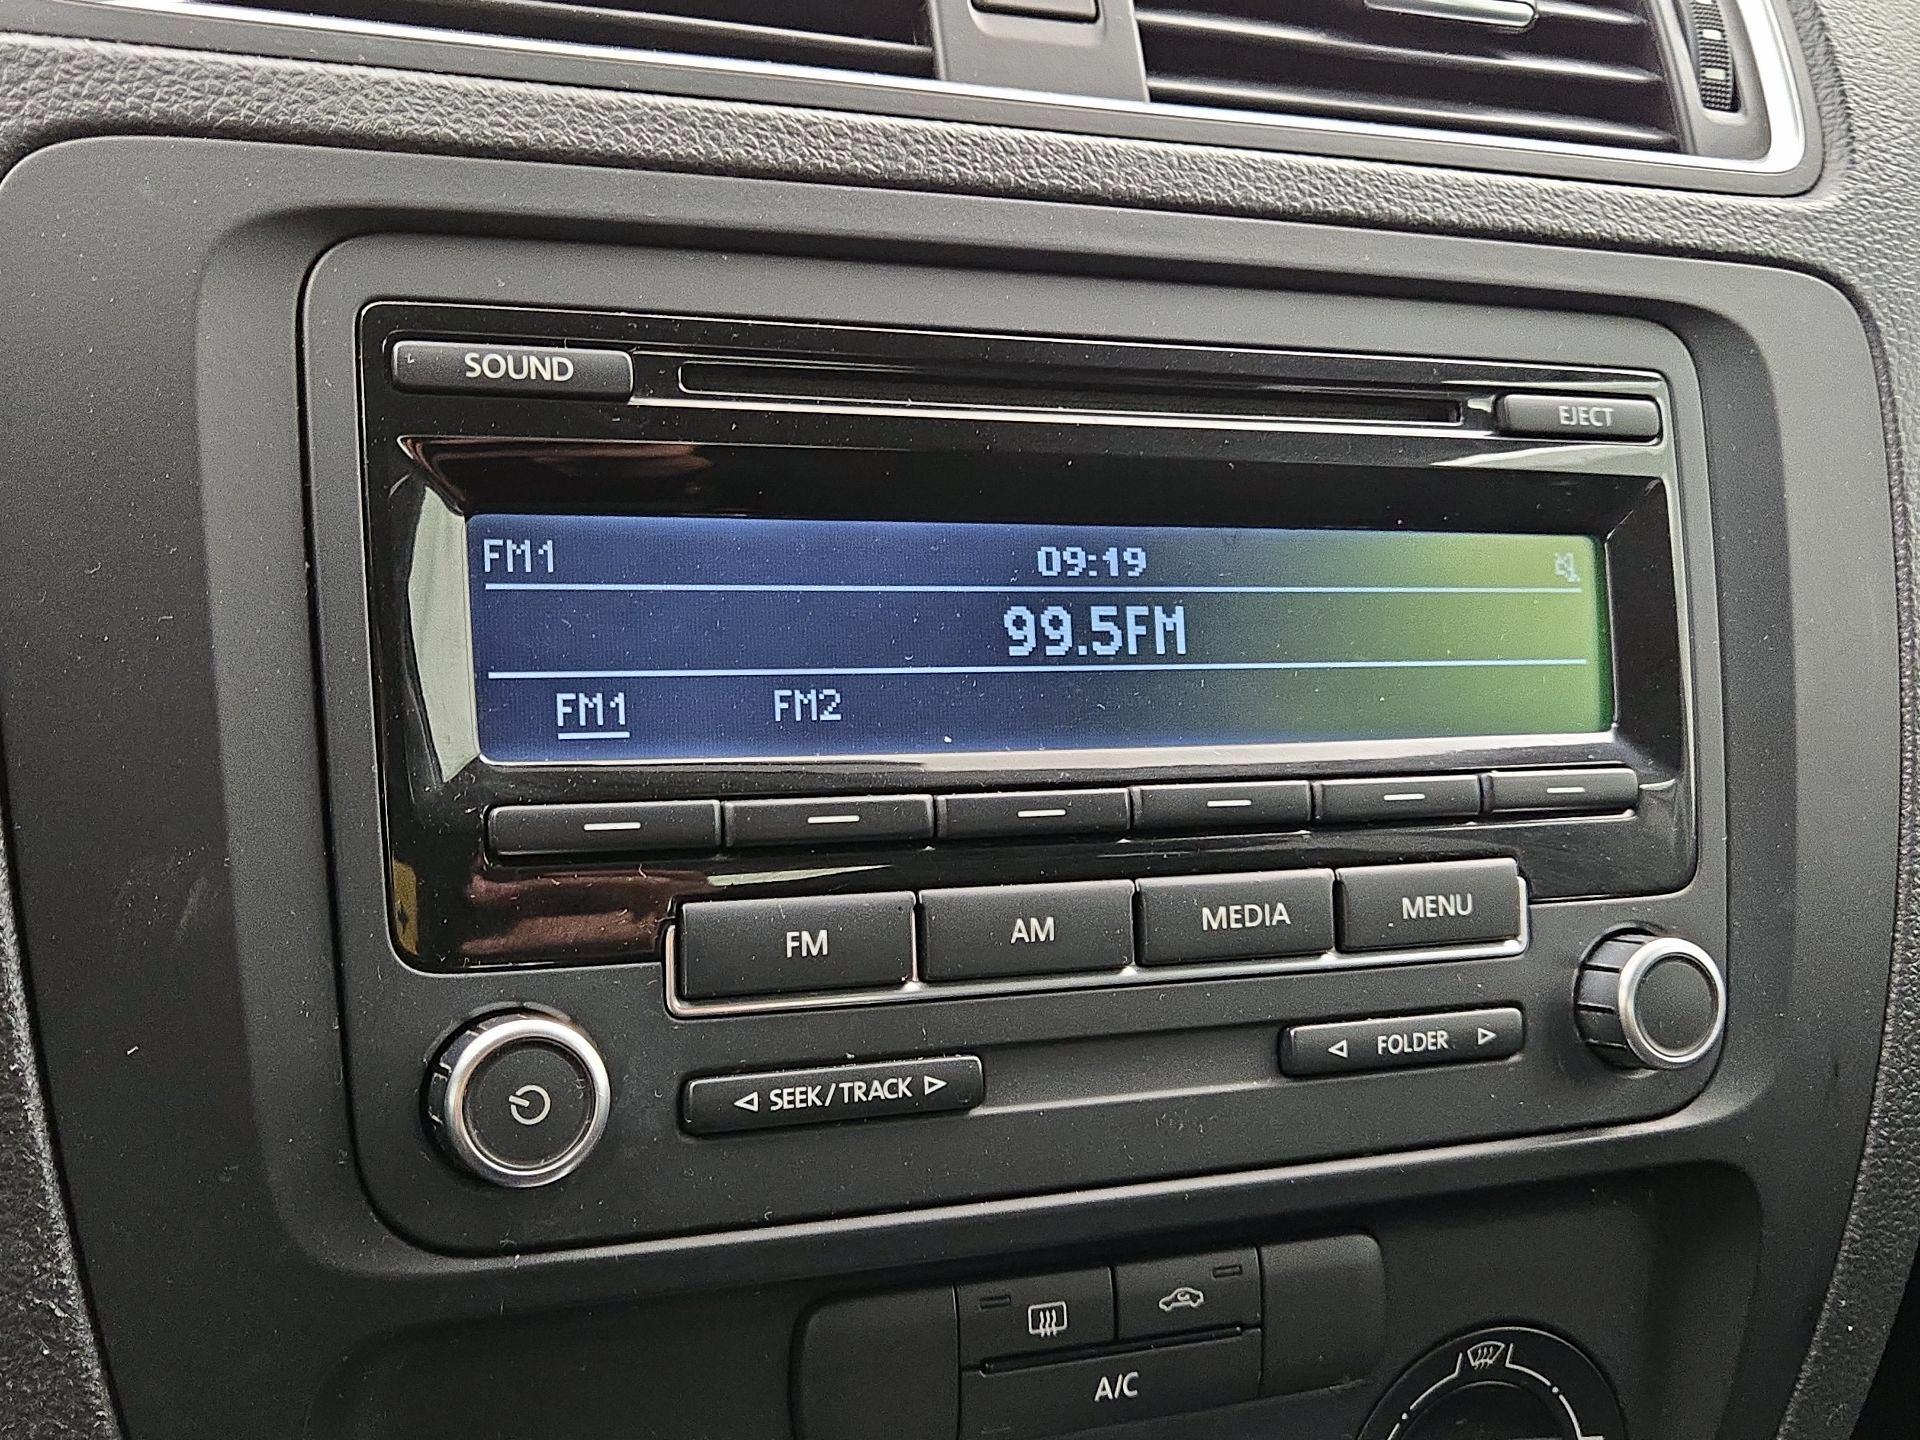 SOUND
EJECT
FM1 09:19
99.5FM
FM1 FM2
FM AM MEDIA MENU
SEEK/TRACK
FOLDER
A/C